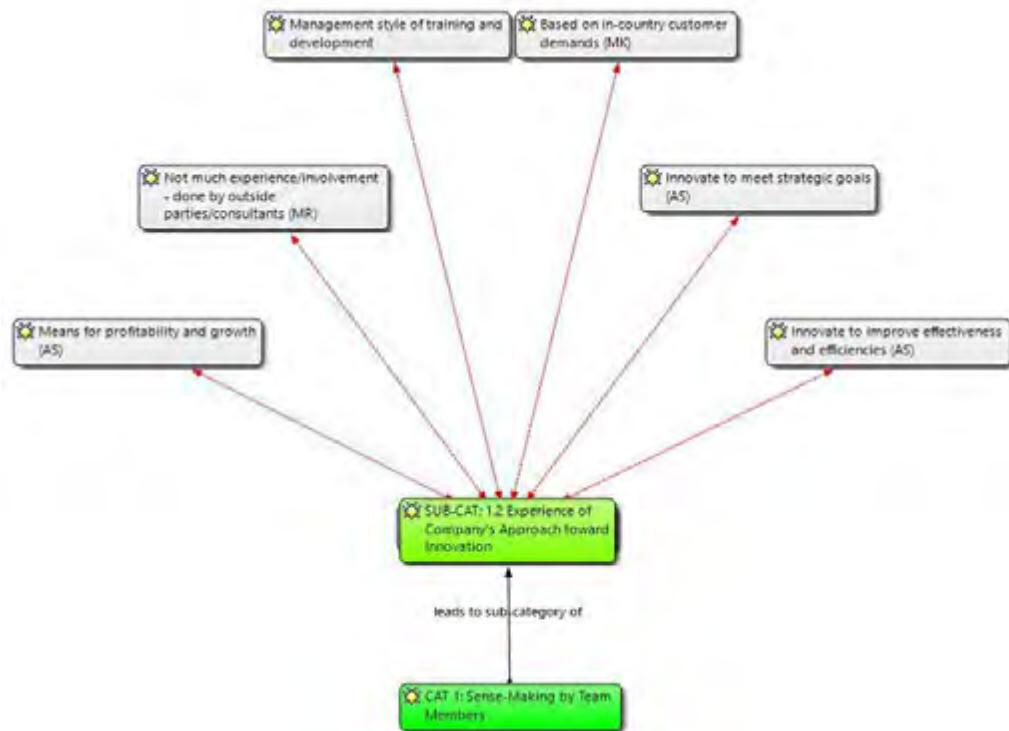 Management style of training and
development
Based on in-country customer
demands (MK)
Not much experience/involvement
- done by outside
parties/consultants (MR)
Innovate to meet strategic goals
(AS)
Means for profitability and growth
(AS)
Innovate to improve effectiveness
and efficiencies (AS)
SUB-CAT: 1.2 Experience of
Company's Approach toward
Innovation
leads to sub-category of
CAT 1: Sense-Making by Team
Members